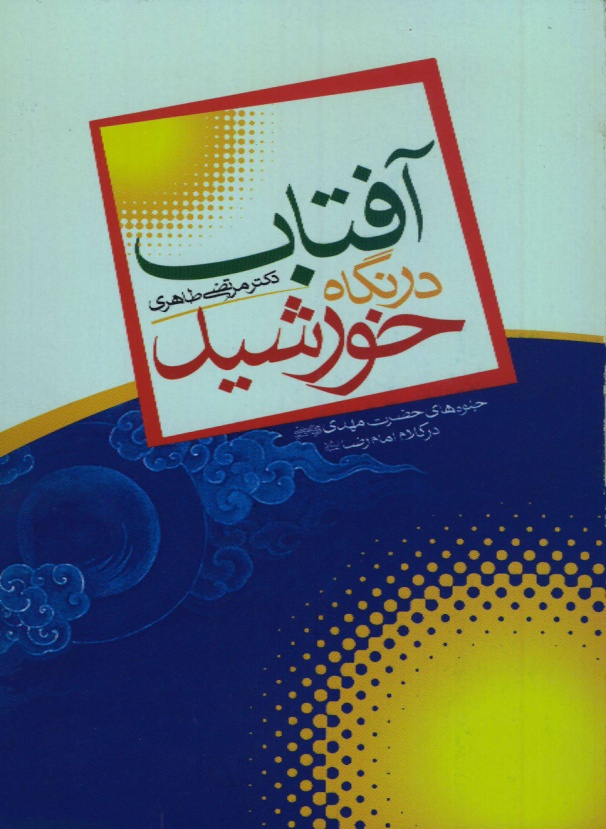 آفتاب
در نگاه
دکتر مرتضی طاهری
خورشید
جلوه‌های حضرت مهدی
در کلام امام رضا